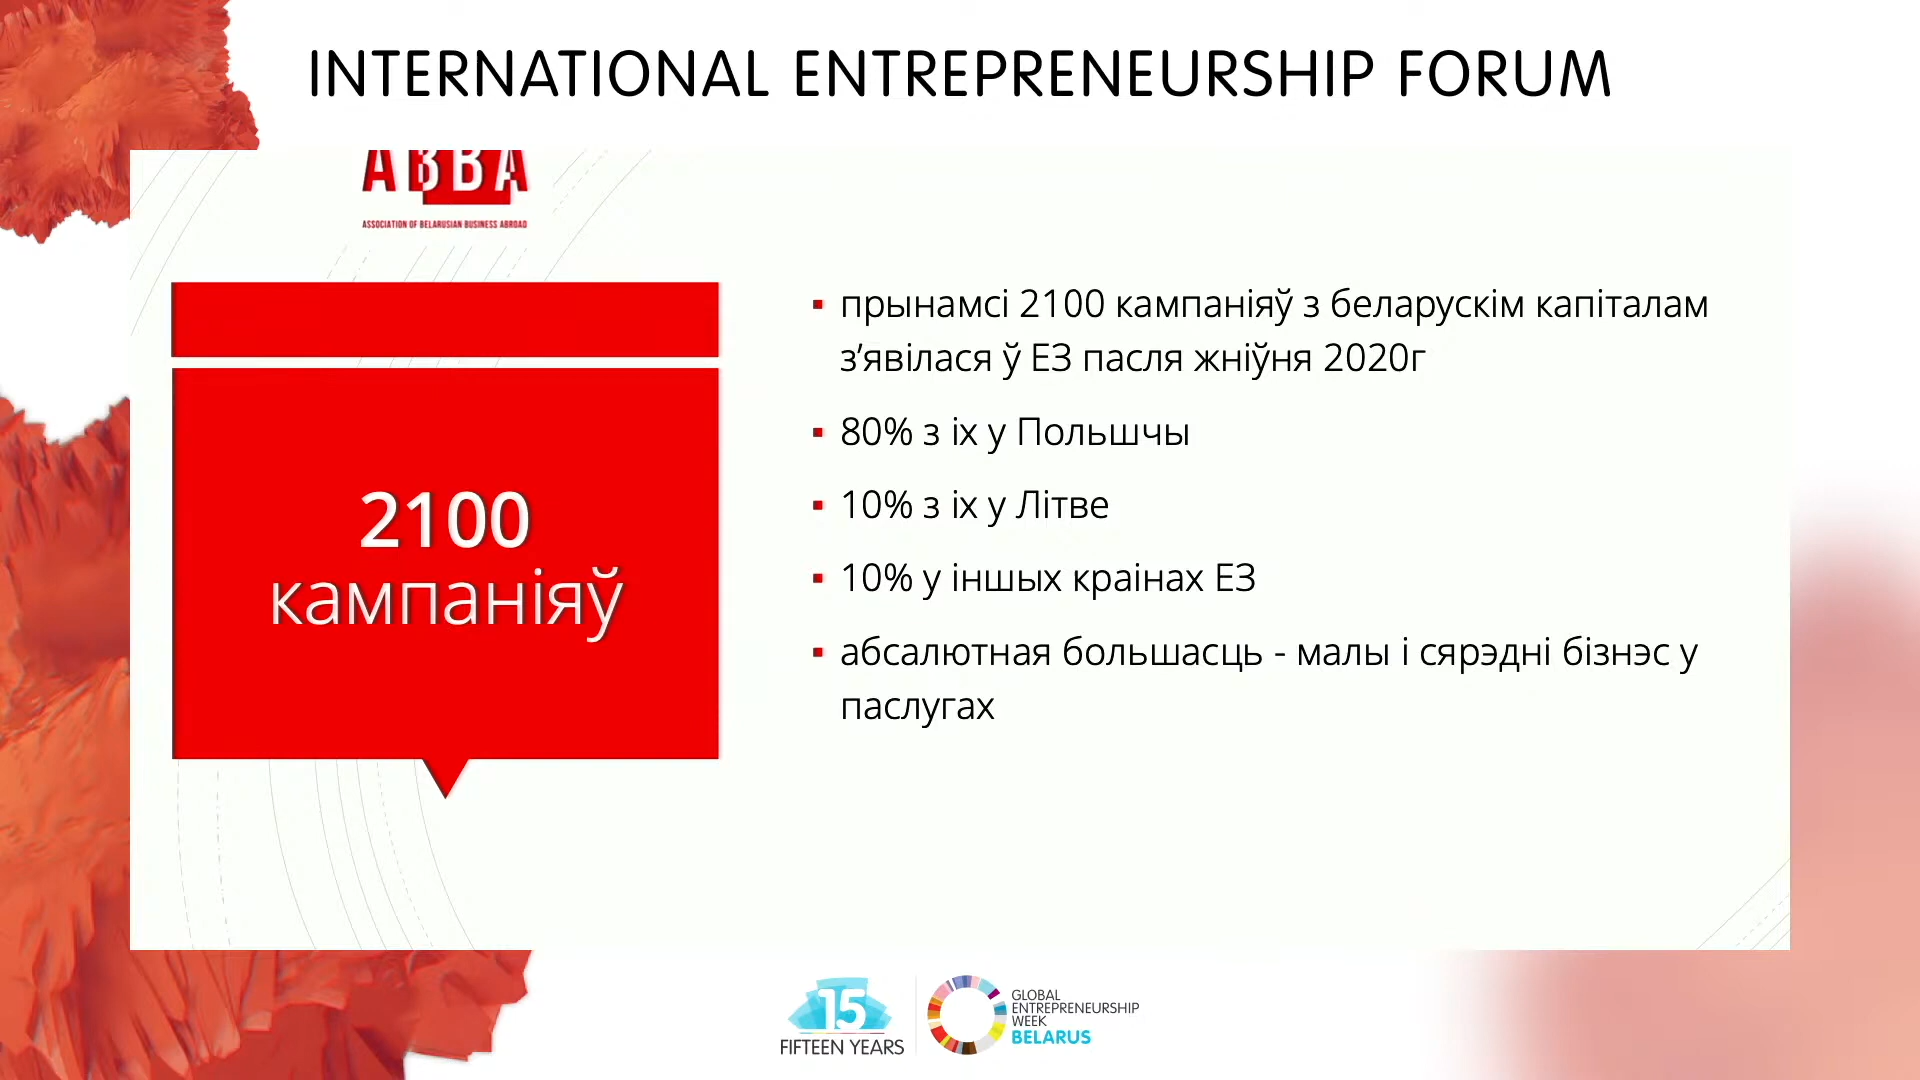 INTERNATIONAL ENTREPRENEURSHIP FORUM
ABBA
ASSOCIATION OF BELARUSIAN BUSINESS ABROAD
2100
кампаніяў
▪ прынамсі 2100 кампаніяў з беларускім капіталам
з’явілася ў ЕЗ пасля жніўня 2020г
▪ 80% з іх у Польшчы
▪ 10% з іх у Літве
▪ 10% у іншых краінах ЕЗ
▪ абсалютная большасць - малы і сярэдні бізнэс у
паслугах
15
FIFTEEN YEARS
GLOBAL
ENTREPRENEURSHIP
WEEK
BELARUS